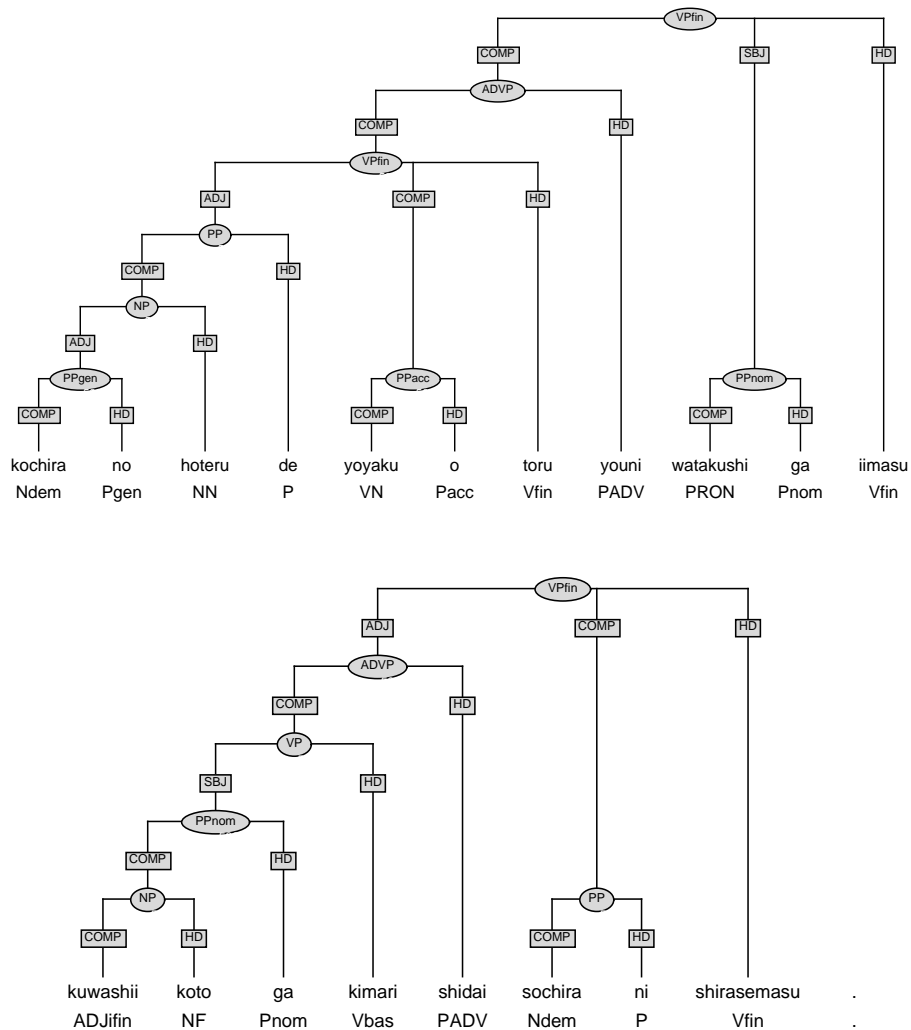 VPfin
COMP SBJ HD
ADVP
COMP HD
VPfin
ADJ COMP HD
PP
COMP HD
NP
ADJ HD
PPgen PPacc PPnom
COMP HD COMP HD COMP HD
kochira no hoteru de yoyaku o toru youni watakushi ga iimasu
Ndem Pgen NN P VN Pacc Vfin PADV PRON Pnom Vfin
VPfin
ADJ COMP HD
ADVP
COMP HD
VP
SBJ HD
PPnom
COMP HD
NP PP
COMP HD COMP HD
kuwashii koto ga kimari shidai sochira ni shirasemasu .
ADJifin NF Pnom Vbas PADV Ndem P Vfin .